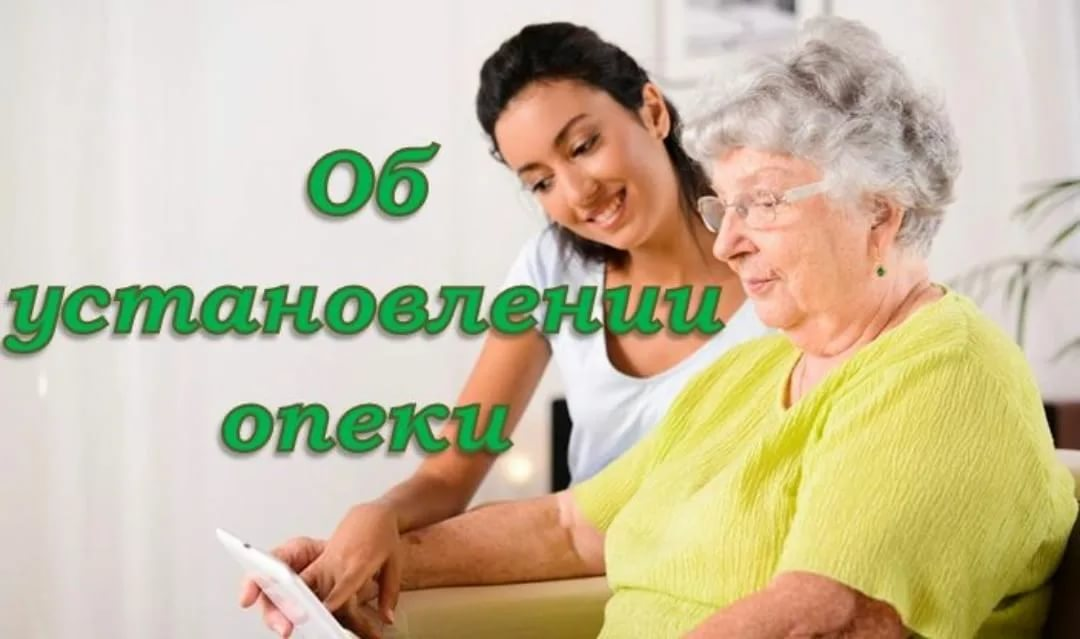 Об
установлении
опеки